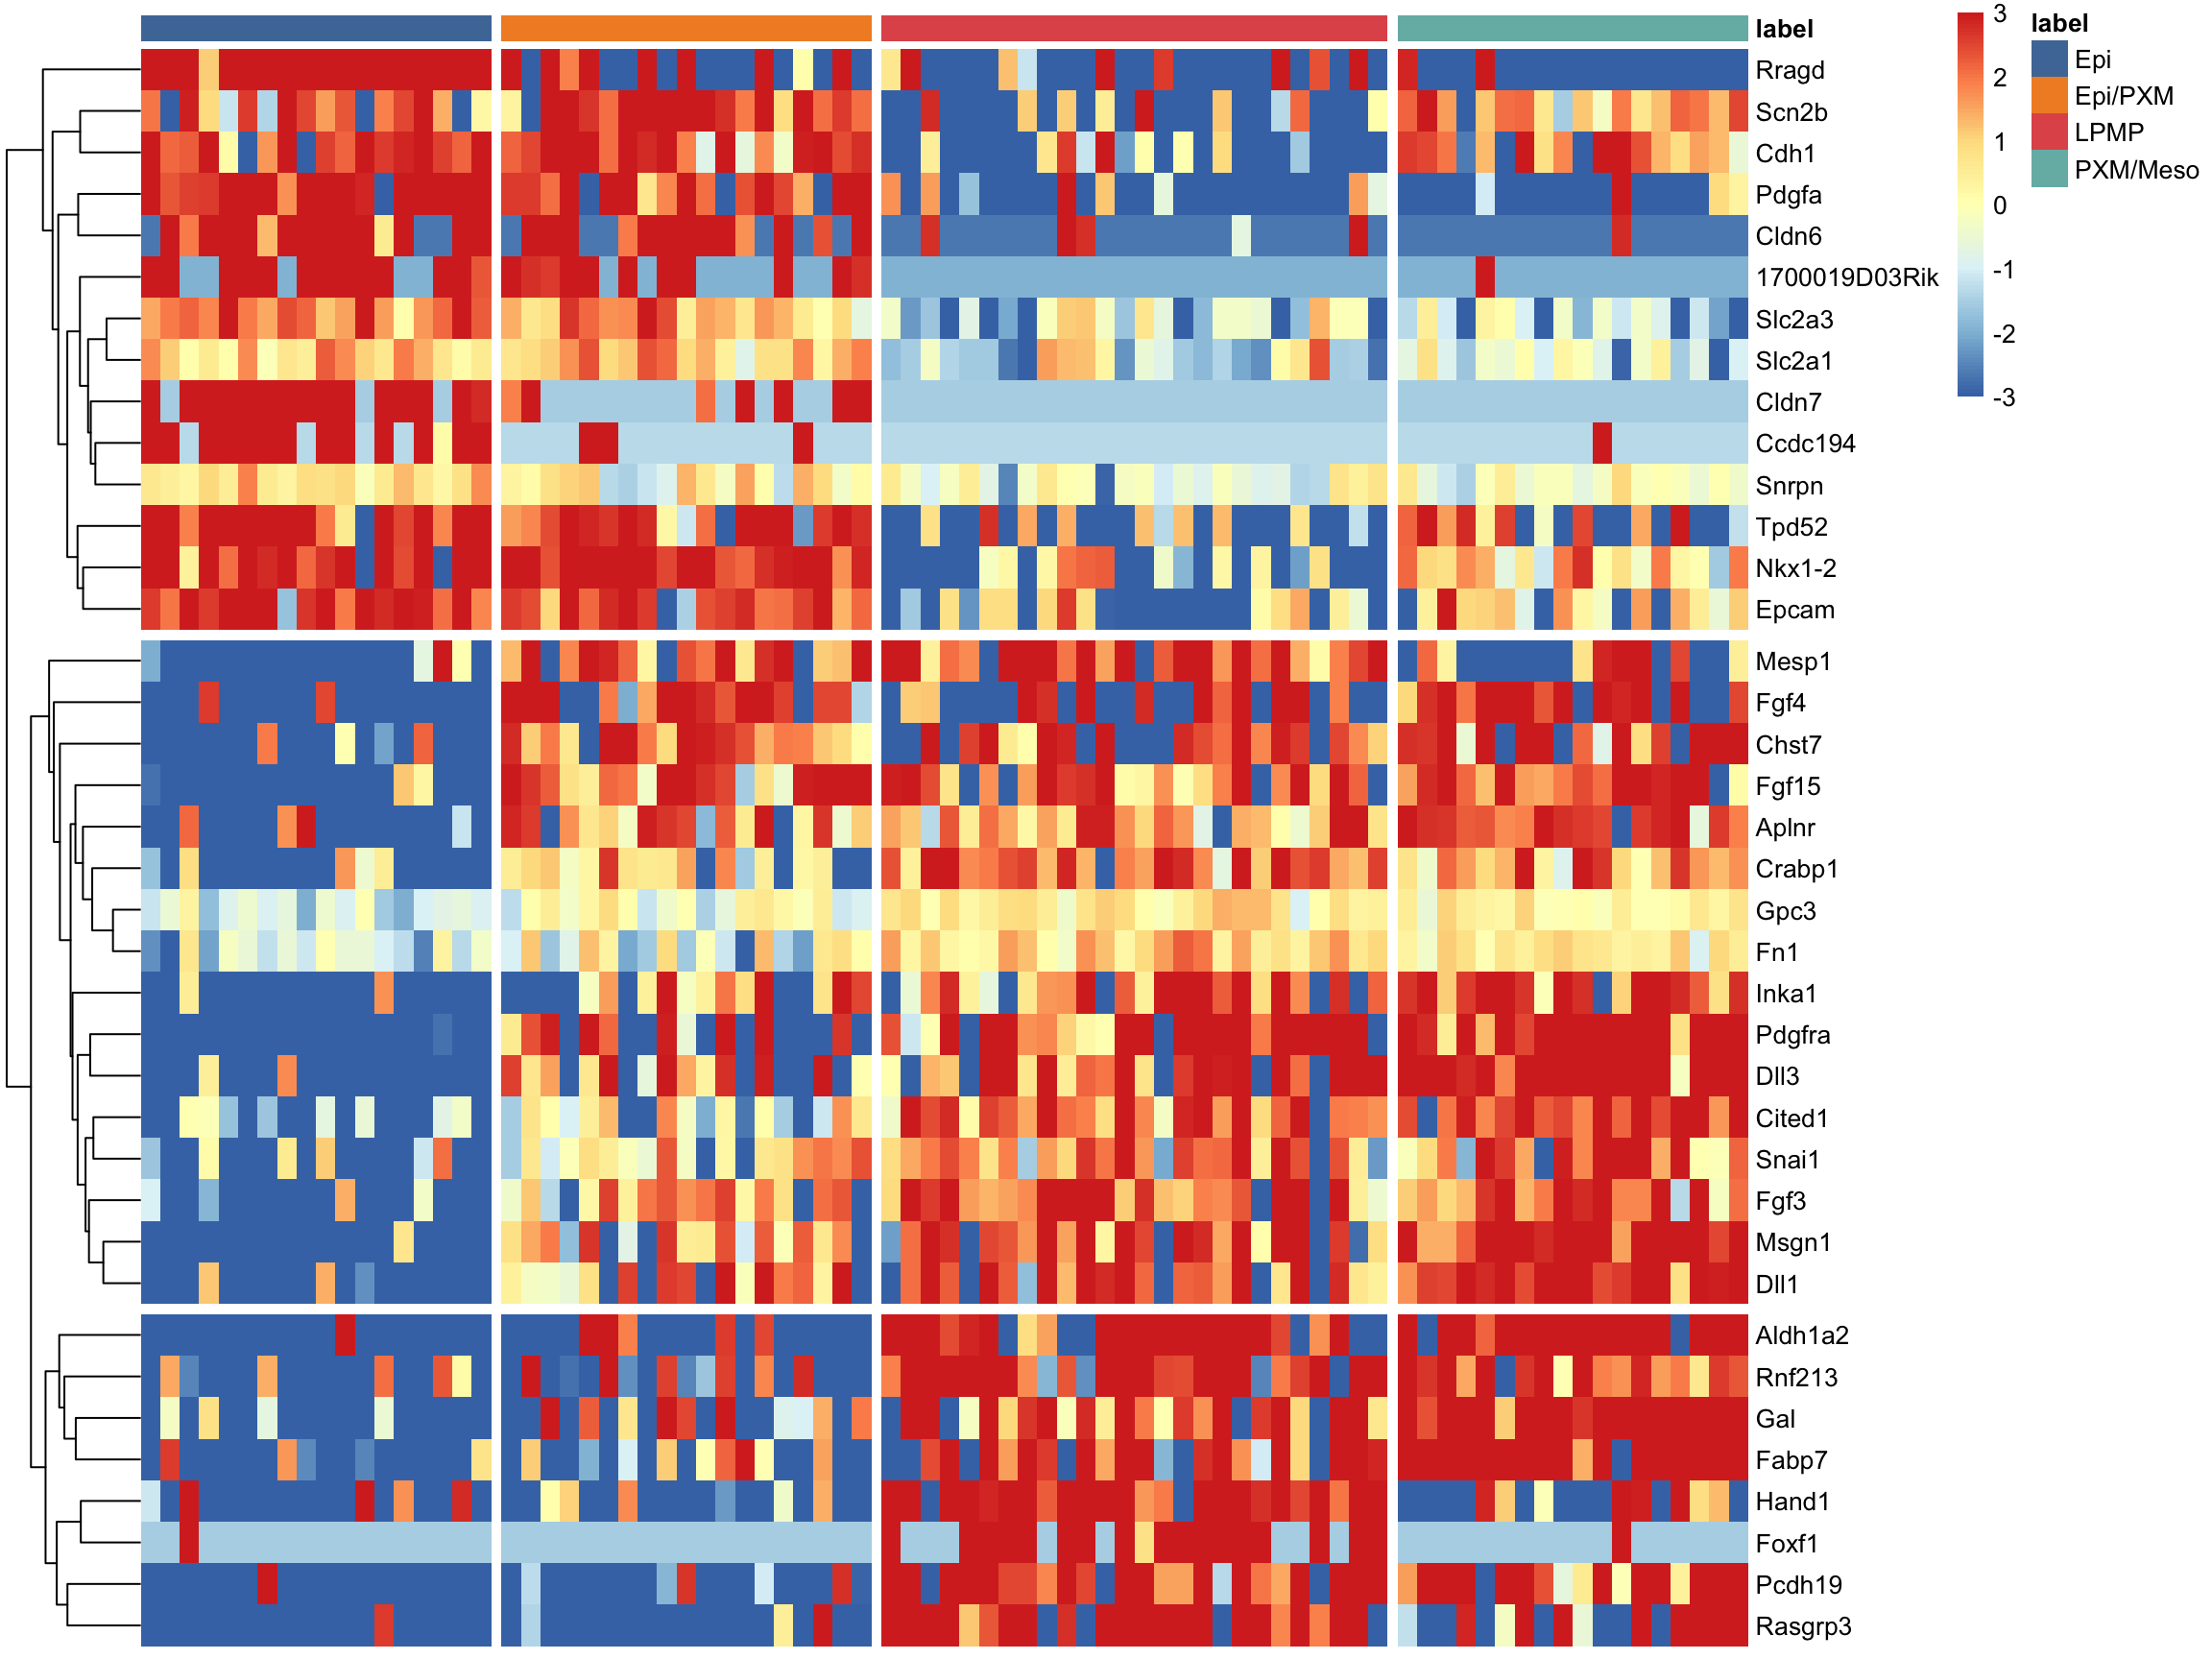 label
Rragd
Scn2b
Cdh1
Pdgfa
Cldn6
1700019D03Rik
Slc2a3
Slc2a1
Cldn7
Ccdc194
Snrpn
Tpd52
Nkx1-2
Epcam
Mesp1
Fgf4
Chst7
Fgf15
Aplnr
Crabp1
Gpc3
Fn1
Inka1
Pdgfra
Dll3
Cited1
Snai1
Fgf3
Msgn1
Dll1
Aldh1a2
Rnf213
Gal
Fabp7
Hand1
Foxf1
Pcdh19
Rasgrp3
3
2
1
0
-1
-2
-3
label
Epi
Epi/PXM
LPMP
PXM/Meso